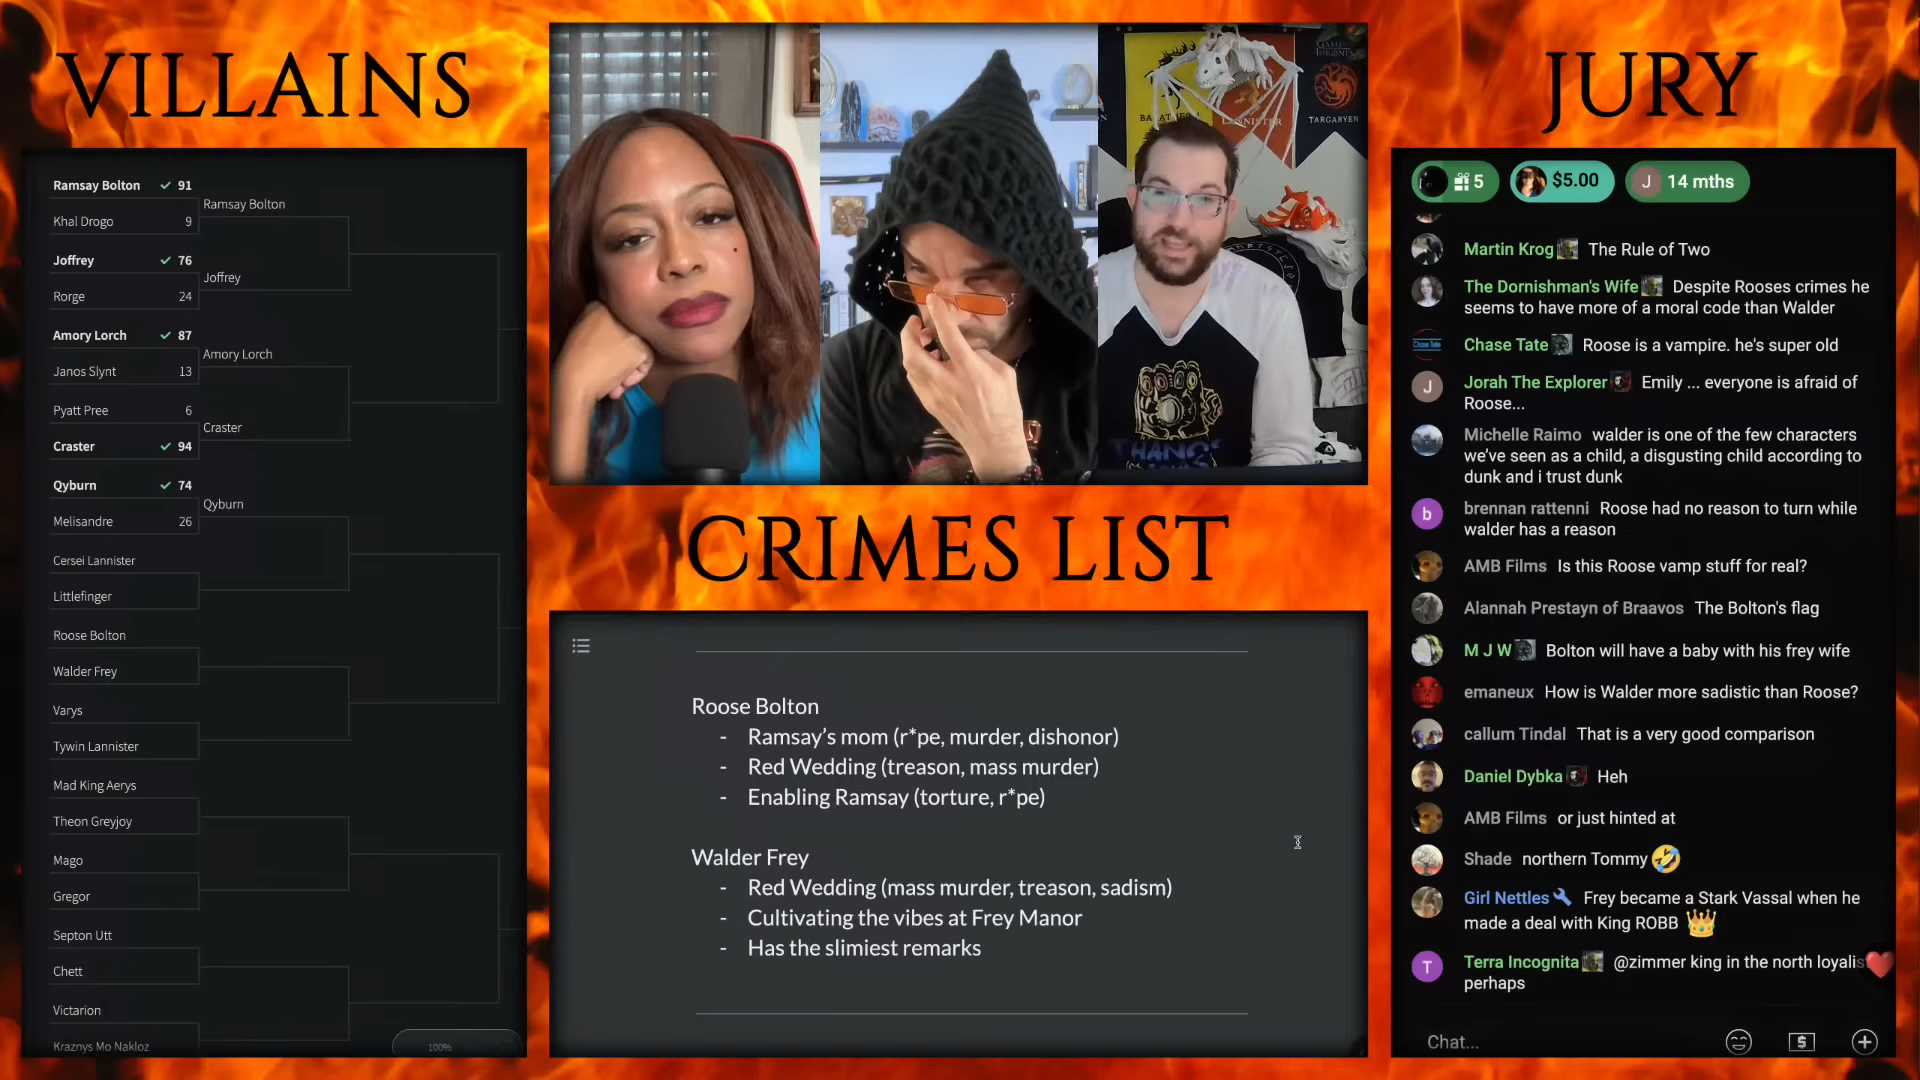 VILLAINS
Ramsay Bolton ✓ 91
Khal Drogo 9
Ramsay Bolton
Joffrey ✓ 76
Rorge 24
Joffrey
Amory Lorch ✓ 87
Janos Slynt 13
Amory Lorch
Pyatt Pree 6
Craster ✓ 94
Craster
Qyburn ✓ 74
Melisandre 26
Qyburn
Cersei Lannister
Littlefinger
Roose Bolton
Walder Frey
Varys
Tywin Lannister
Mad King Aerys
Theon Greyjoy
Mago
Gregor
Septon Utt
Chett
Victarion
Kraznys Mo Nakloz
100%
GAME
THRONES
LANNISTER
TARGARYEN
CRIMES LIST
Roose Bolton
- Ramsay's mom (r*pe, murder, dishonor)
- Red Wedding (treason, mass murder)
- Enabling Ramsay (torture, r*pe)
Walder Frey
- Red Wedding (mass murder, treason, sadism)
- Cultivating the vibes at Frey Manor
- Has the slimiest remarks
JURY
5
$5.00
J 14 mths
Martin Krog The Rule of Two
The Dornishman's Wife Despite Rooses crimes he
seems to have more of a moral code than Walder
Chase Tate Chase Tate Roose is a vampire. he's super old
J Jorah The Explorer Emily ... everyone is afraid of
Roose...
Michelle Raimo walder is one of the few characters
we've seen as a child, a disgusting child according to
dunk and i trust dunk
b brennan rattenni Roose had no reason to turn while
walder has a reason
AMB Films Is this Roose vamp stuff for real?
Alannah Prestayn of Braavos The Bolton's flag
M J W Bolton will have a baby with his frey wife
emaneux How is Walder more sadistic than Roose?
callum Tindal That is a very good comparison
Daniel Dybka Heh
AMB Films or just hinted at
Shade northern Tommy 🤣
Girl Nettles Frey became a Stark Vassal when he
made a deal with King ROBB 👑
T Terra Incognita @zimmer king in the north loyalis
perhaps
Chat...